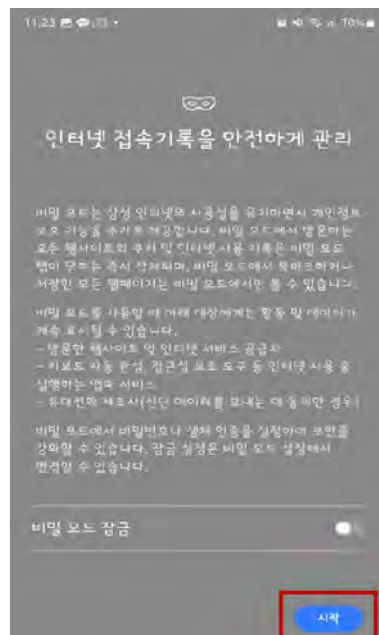 11:23
70%
인터넷 접속기록을 안전하게 관리
비밀 모드는 삼성 인터넷의 사용성을 유지하면서 개인정보
보호 기능을 추가로 제공합니다. 비밀 모드에서 방문하는
모든 웹사이트의 쿠키 및 인터넷 사용 기록은 비밀 모드
탭이 닫히는 즉시 삭제되며, 비밀 모드에서 북마크하거나
저장한 모든 웹페이지는 비밀 모드에서만 볼 수 있습니다.
비밀 모드를 사용할 때 아래 대상에게는 활동 및 데이터가
계속 표시될 수 있습니다.
- 방문한 웹사이트 및 인터넷 서비스 공급자
- 키보드 자동 완성, 접근성 보조 도구 등 인터넷 사용 중
실행하는 앱과 서비스
- 휴대전화 제조사(진단 데이터를 보내는 데 동의한 경우)
비밀 모드에서 비밀번호나 생체 인증을 설정하여 보안을
강화할 수 있습니다. 잠금 설정은 비밀 모드 설정에서
변경할 수 있습니다.
비밀 모드 잠금
시작